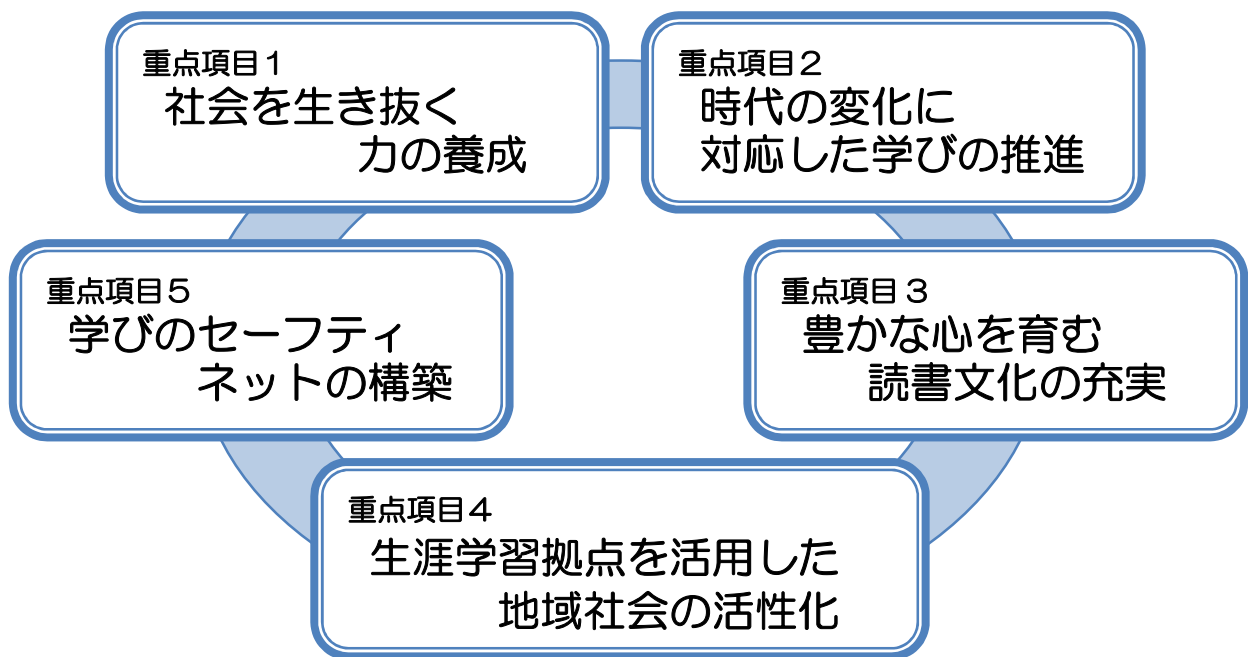 重点項目１
社会を生き抜く
力の養成
重点項目２
時代の変化に
対応した学びの推進
重点項目３
豊かな心を育む
読書文化の充実
重点項目４
生涯学習拠点を活用した
地域社会の活性化
重点項目５
学びのセーフティ
ネットの構築